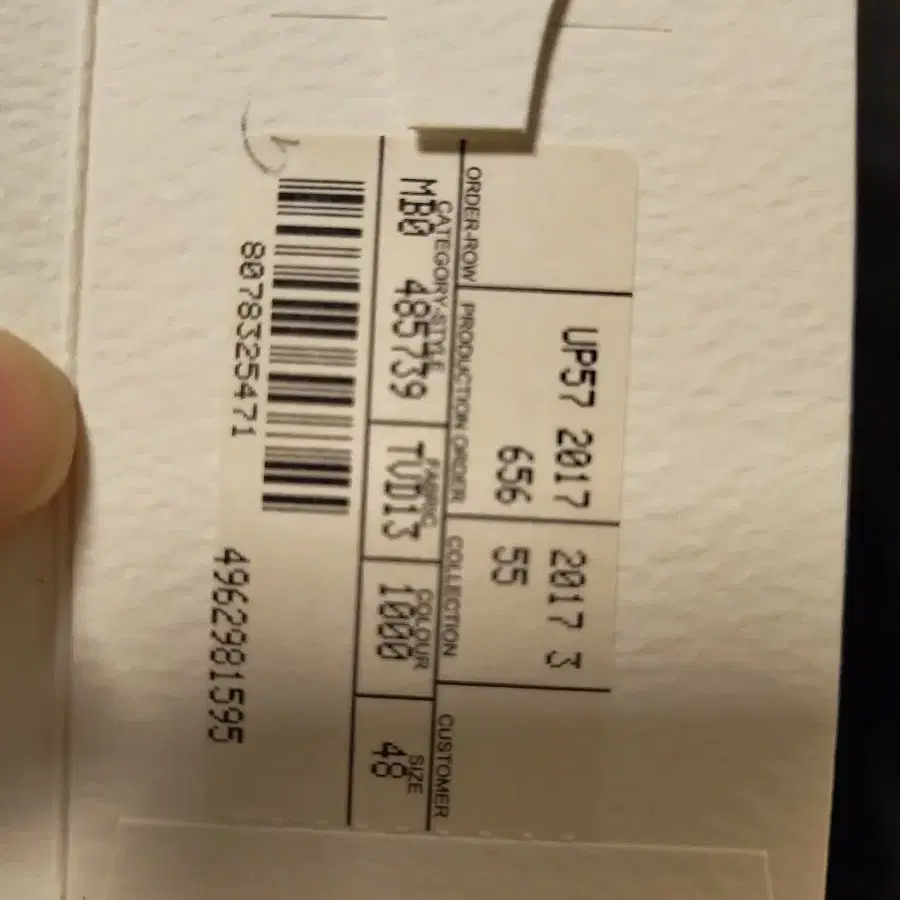 UP57 2017 2017 3
656 55
ORDER-ROW PRODUCTION ORDER COLLECTION CUSTOMER
CATEGORY-STYLE FABRIC COLOUR SIZE
MB0 485739 TVD13 1000 48
8078325471
4962981595